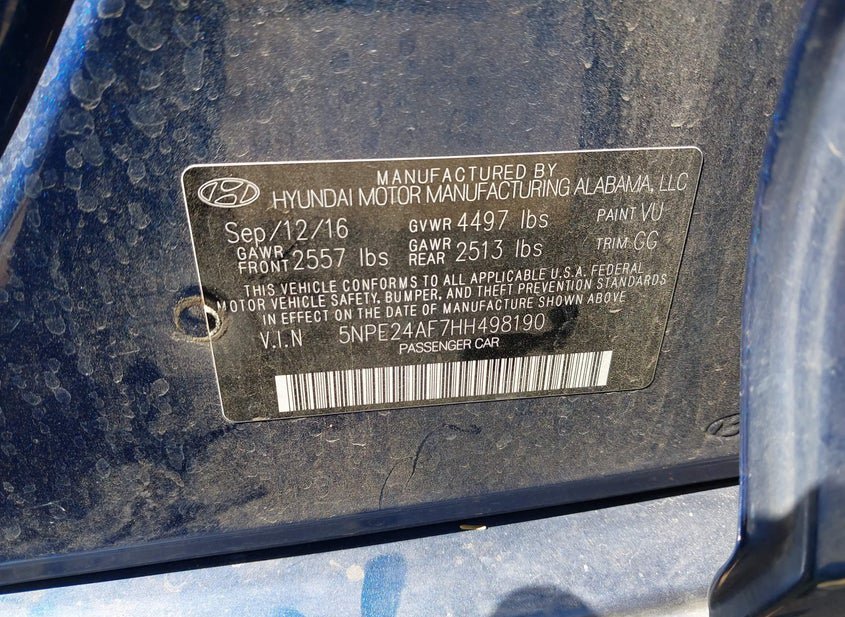 MANUFACTURED BY
HYUNDAI MOTOR MANUFACTURING ALABAMA, LLC
Sep/12/16 GVWR 4497 lbs PAINT VU
GAWR FRONT 2557 lbs GAWR REAR 2513 lbs TRIM GG
THIS VEHICLE CONFORMS TO ALL APPLICABLE U.S.A. FEDERAL
MOTOR VEHICLE SAFETY, BUMPER, AND THEFT PREVENTION STANDARDS
IN EFFECT ON THE DATE OF MANUFACTURE SHOWN ABOVE
V.I.N 5NPE24AF7HH498190
PASSENGER CAR